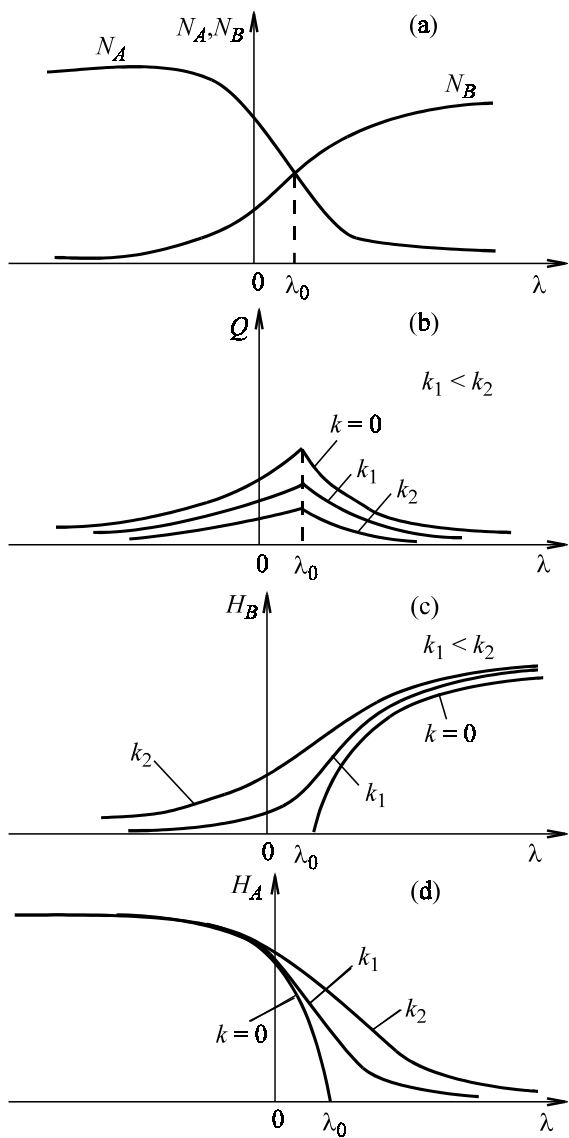 N_A,N_B (a)
N_A
N_B
0 λ_0 λ
Q (b)
k_1 < k_2
k = 0
k_1
k_2
0 λ_0 λ
H_B (c)
k_1 < k_2
k = 0
k_2
k_1
0 λ_0 λ
H_A (d)
k_1
k_2
k = 0
0 λ_0 λ